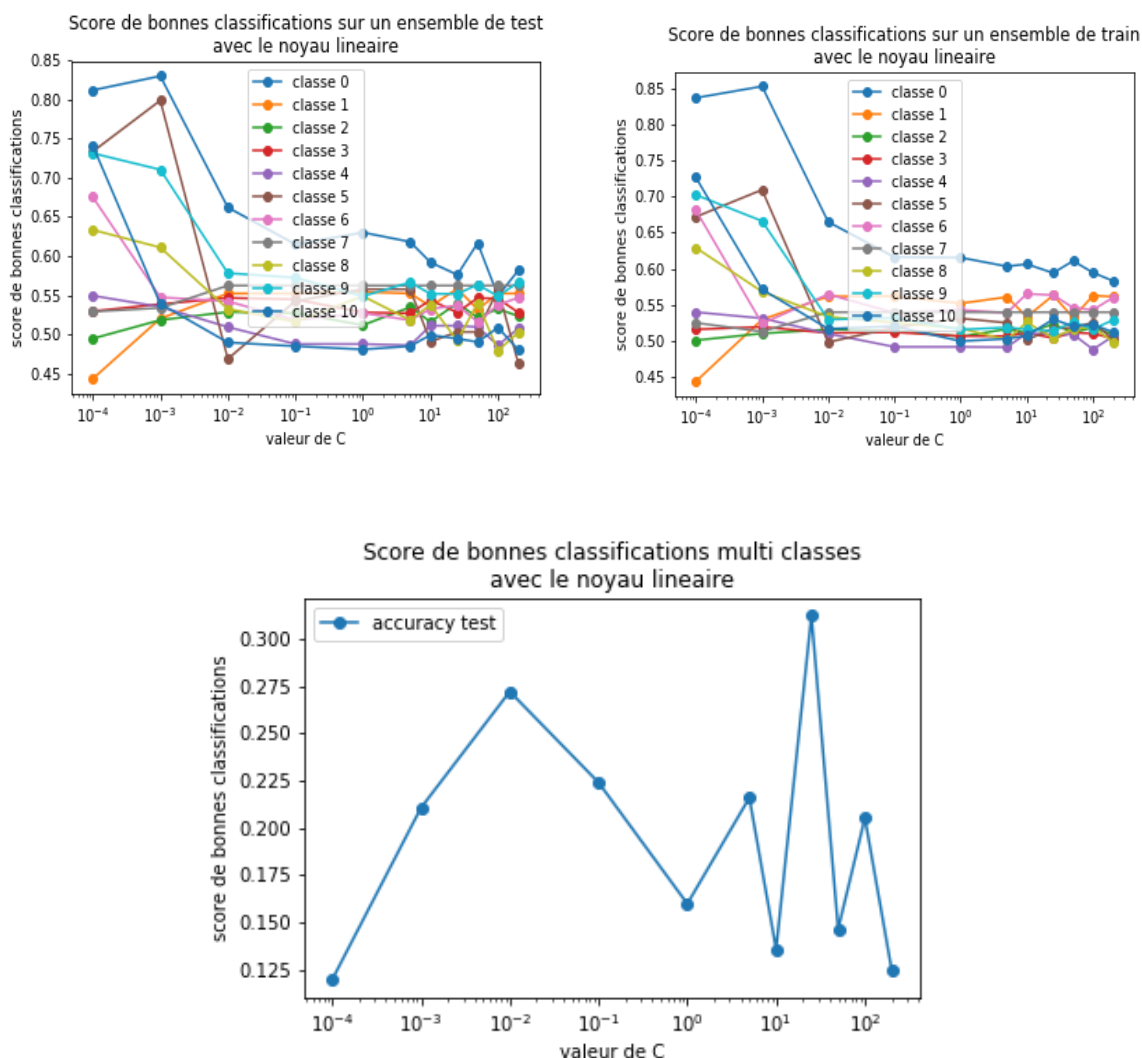 Score de bonnes classifications sur un ensemble de test
avec le noyau lineaire
score de bonnes classifications
0.85
0.80
0.75
0.70
0.65
0.60
0.55
0.50
0.45
classe 0
classe 1
classe 2
classe 3
classe 4
classe 5
classe 6
classe 7
classe 8
classe 9
classe 10
10⁻⁴
10⁻³
10⁻²
10⁻¹
10⁰
10¹
10²
valeur de C
Score de bonnes classifications sur un ensemble de train
avec le noyau lineaire
score de bonnes classifications
0.85
0.80
0.75
0.70
0.65
0.60
0.55
0.50
0.45
classe 0
classe 1
classe 2
classe 3
classe 4
classe 5
classe 6
classe 7
classe 8
classe 9
classe 10
10⁻⁴
10⁻³
10⁻²
10⁻¹
10⁰
10¹
10²
valeur de C
Score de bonnes classifications multi classes
avec le noyau lineaire
score de bonnes classifications
accuracy test
0.300
0.275
0.250
0.225
0.200
0.175
0.150
0.125
10⁻⁴
10⁻³
10⁻²
10⁻¹
10⁰
10¹
10²
valeur de C